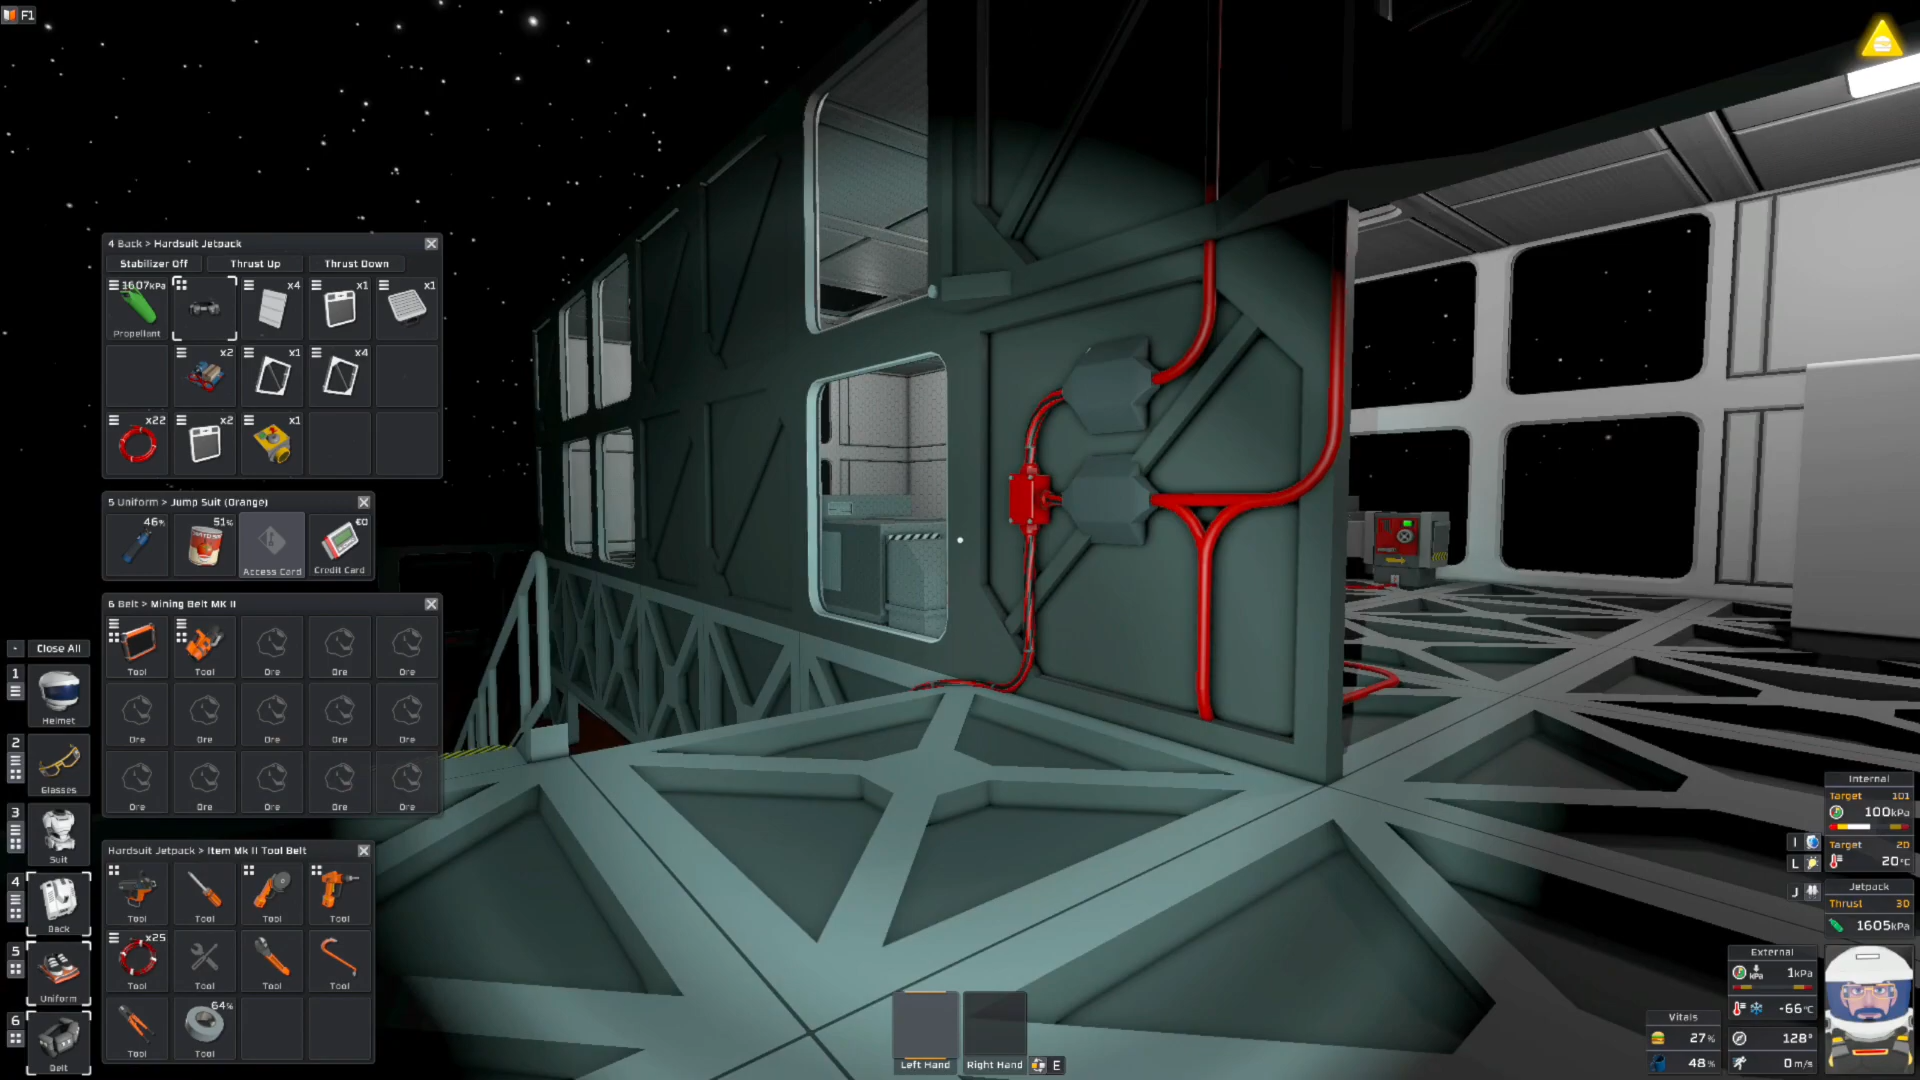 F1
4 Back > Hardsuit Jetpack
Stabilizer Off Thrust Up Thrust Down
1607kPa x4 x1 x1
Propellant
x2 x1 x4
x22 x2 x1
5 Uniform > Jump Suit (Orange)
46% 51% €0
Access Card Credit Card
6 Belt > Mining Belt MK II
Tool Tool Ore Ore Ore
Ore Ore Ore Ore Ore
Ore Ore Ore Ore Ore
- Close All
1
Helmet
2
Glasses
3
Suit
4
Back
5
Uniform
6
Belt
Hardsuit Jetpack > Item Mk II Tool Belt
Tool Tool Tool Tool
x25
Tool Tool Tool Tool
64%
Tool Tool
Left Hand Right Hand E
Internal
Target 101
100kPa
I
Target 20
L 20°C
Jetpack
J
Thrust 30
1605kPa
External
kPa 1kPa
-66°C
128°
0m/s
Vitals
27%
48%